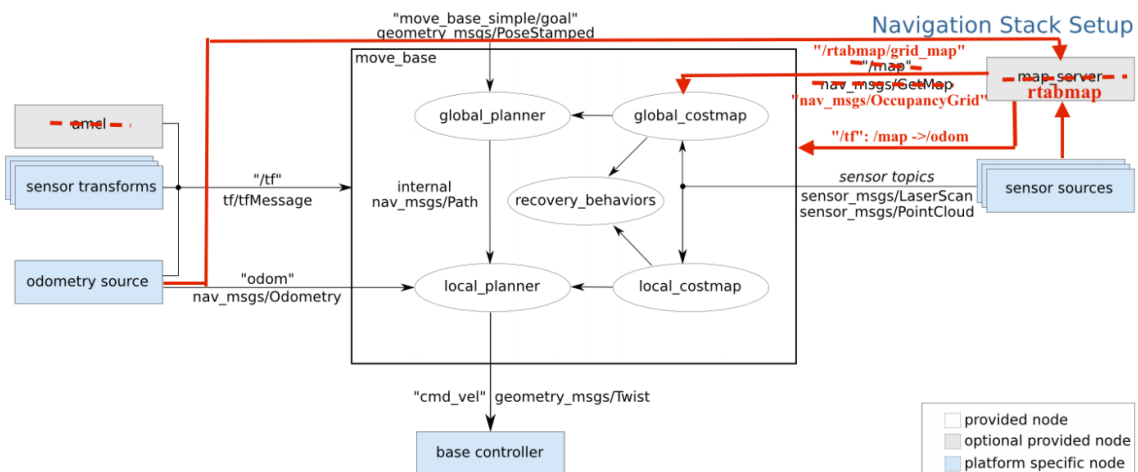 "move_base_simple/goal"
geometry_msgs/PoseStamped
Navigation Stack Setup
move_base
"/rtabmap/grid_map"
"/map"
nav_msgs/GetMap
"nav_msgs/OccupancyGrid"
map_server
rtabmap
"/tf": /map ->/odom
amcl
global_planner
global_costmap
sensor transforms
"/tf"
tf/tfMessage
internal
nav_msgs/Path
recovery_behaviors
sensor topics
sensor_msgs/LaserScan
sensor_msgs/PointCloud
sensor sources
odometry source
"odom"
nav_msgs/Odometry
local_planner
local_costmap
"cmd_vel"
geometry_msgs/Twist
base controller
provided node
optional provided node
platform specific node